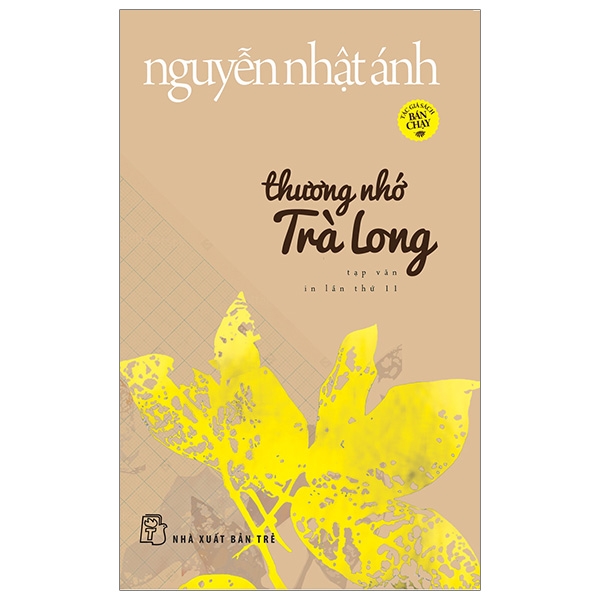 nguyễn nhật ánh
TÁC GIẢ SÁCH
BÁN
CHẠY
thương nhớ
Trà Long
tạp văn
in lần thứ 11
NHÀ XUẤT BẢN TRẺ